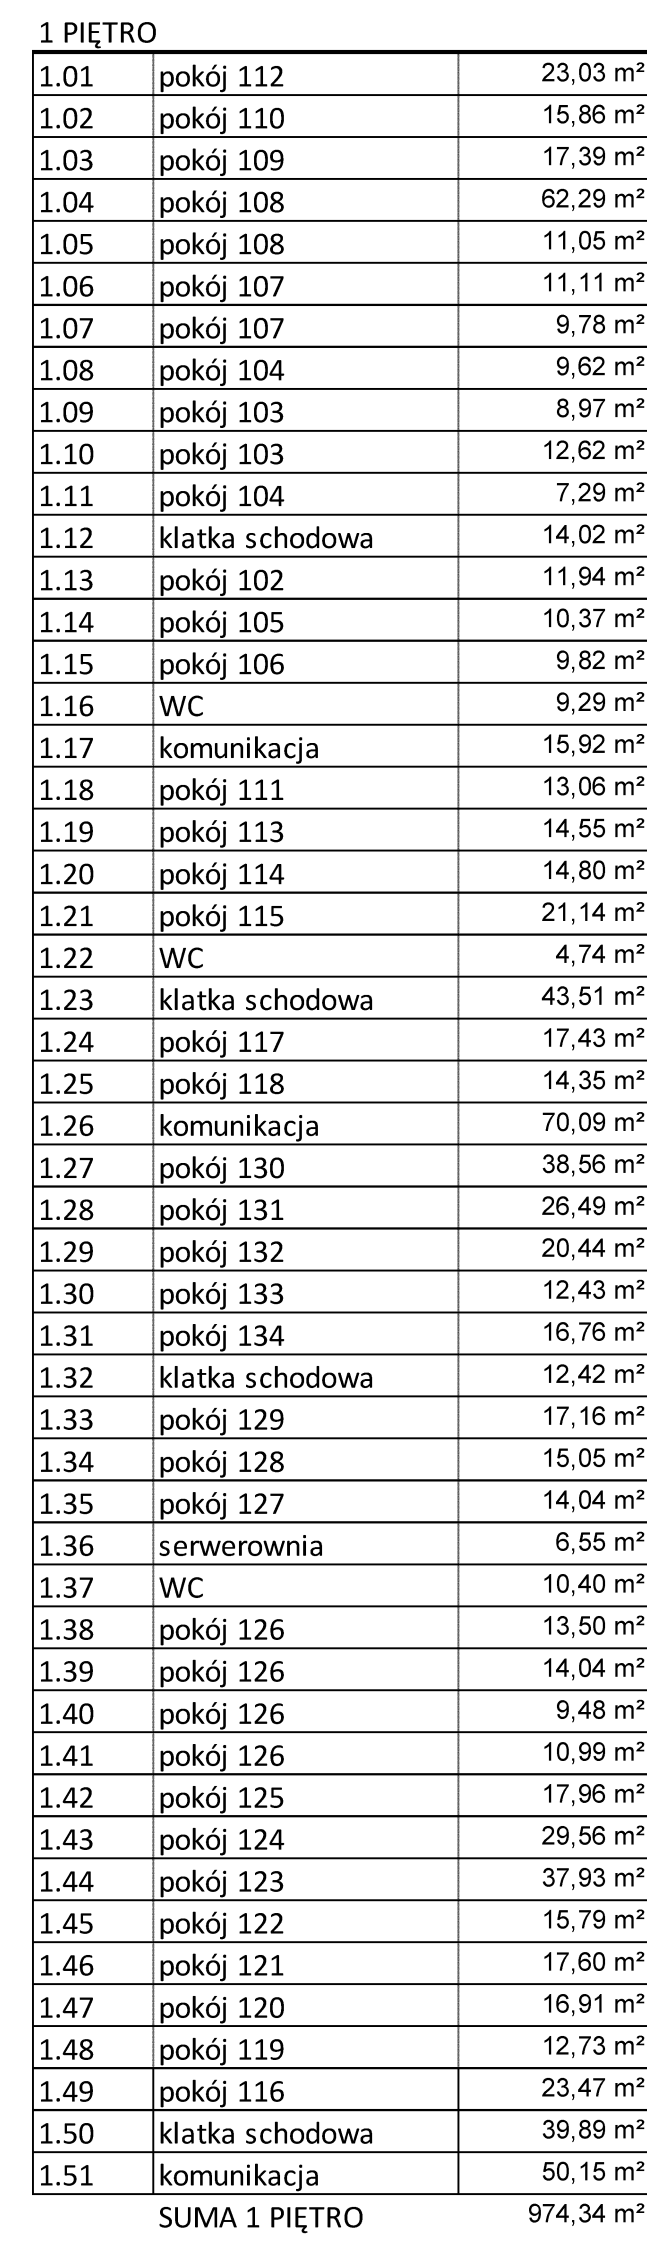 1 PIĘTRO
1.01 pokój 112 23,03 m²
1.02 pokój 110 15,86 m²
1.03 pokój 109 17,39 m²
1.04 pokój 108 62,29 m²
1.05 pokój 108 11,05 m²
1.06 pokój 107 11,11 m²
1.07 pokój 107 9,78 m²
1.08 pokój 104 9,62 m²
1.09 pokój 103 8,97 m²
1.10 pokój 103 12,62 m²
1.11 pokój 104 7,29 m²
1.12 klatka schodowa 14,02 m²
1.13 pokój 102 11,94 m²
1.14 pokój 105 10,37 m²
1.15 pokój 106 9,82 m²
1.16 WC 9,29 m²
1.17 komunikacja 15,92 m²
1.18 pokój 111 13,06 m²
1.19 pokój 113 14,55 m²
1.20 pokój 114 14,80 m²
1.21 pokój 115 21,14 m²
1.22 WC 4,74 m²
1.23 klatka schodowa 43,51 m²
1.24 pokój 117 17,43 m²
1.25 pokój 118 14,35 m²
1.26 komunikacja 70,09 m²
1.27 pokój 130 38,56 m²
1.28 pokój 131 26,49 m²
1.29 pokój 132 20,44 m²
1.30 pokój 133 12,43 m²
1.31 pokój 134 16,76 m²
1.32 klatka schodowa 12,42 m²
1.33 pokój 129 17,16 m²
1.34 pokój 128 15,05 m²
1.35 pokój 127 14,04 m²
1.36 serwerownia 6,55 m²
1.37 WC 10,40 m²
1.38 pokój 126 13,50 m²
1.39 pokój 126 14,04 m²
1.40 pokój 126 9,48 m²
1.41 pokój 126 10,99 m²
1.42 pokój 125 17,96 m²
1.43 pokój 124 29,56 m²
1.44 pokój 123 37,93 m²
1.45 pokój 122 15,79 m²
1.46 pokój 121 17,60 m²
1.47 pokój 120 16,91 m²
1.48 pokój 119 12,73 m²
1.49 pokój 116 23,47 m²
1.50 klatka schodowa 39,89 m²
1.51 komunikacja 50,15 m²
SUMA 1 PIĘTRO 974,34 m²